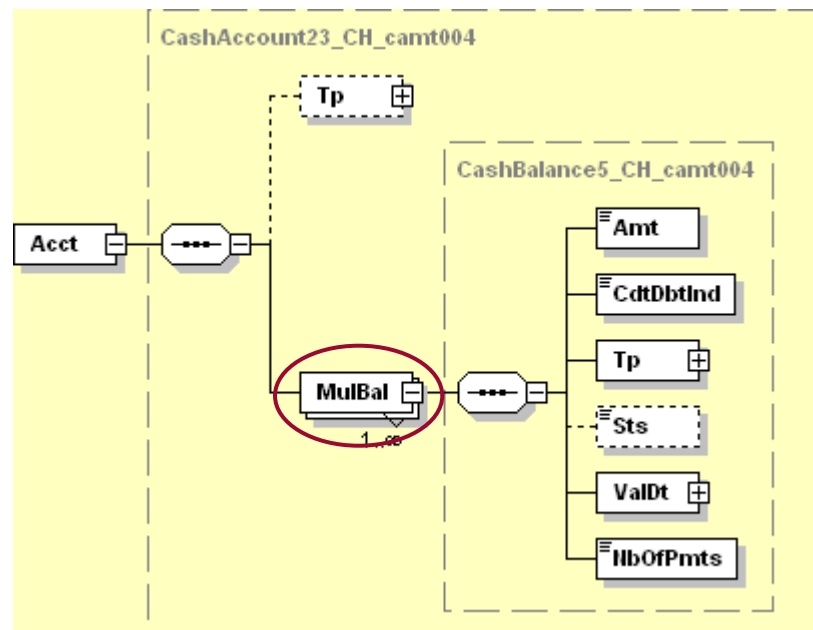 CashAccount23_CH_camt004
Tp
CashBalance5_CH_camt004
Amt
Acct
CdtDbtInd
Tp
MulBal
1..∞
Sts
ValDt
NbOfPmts